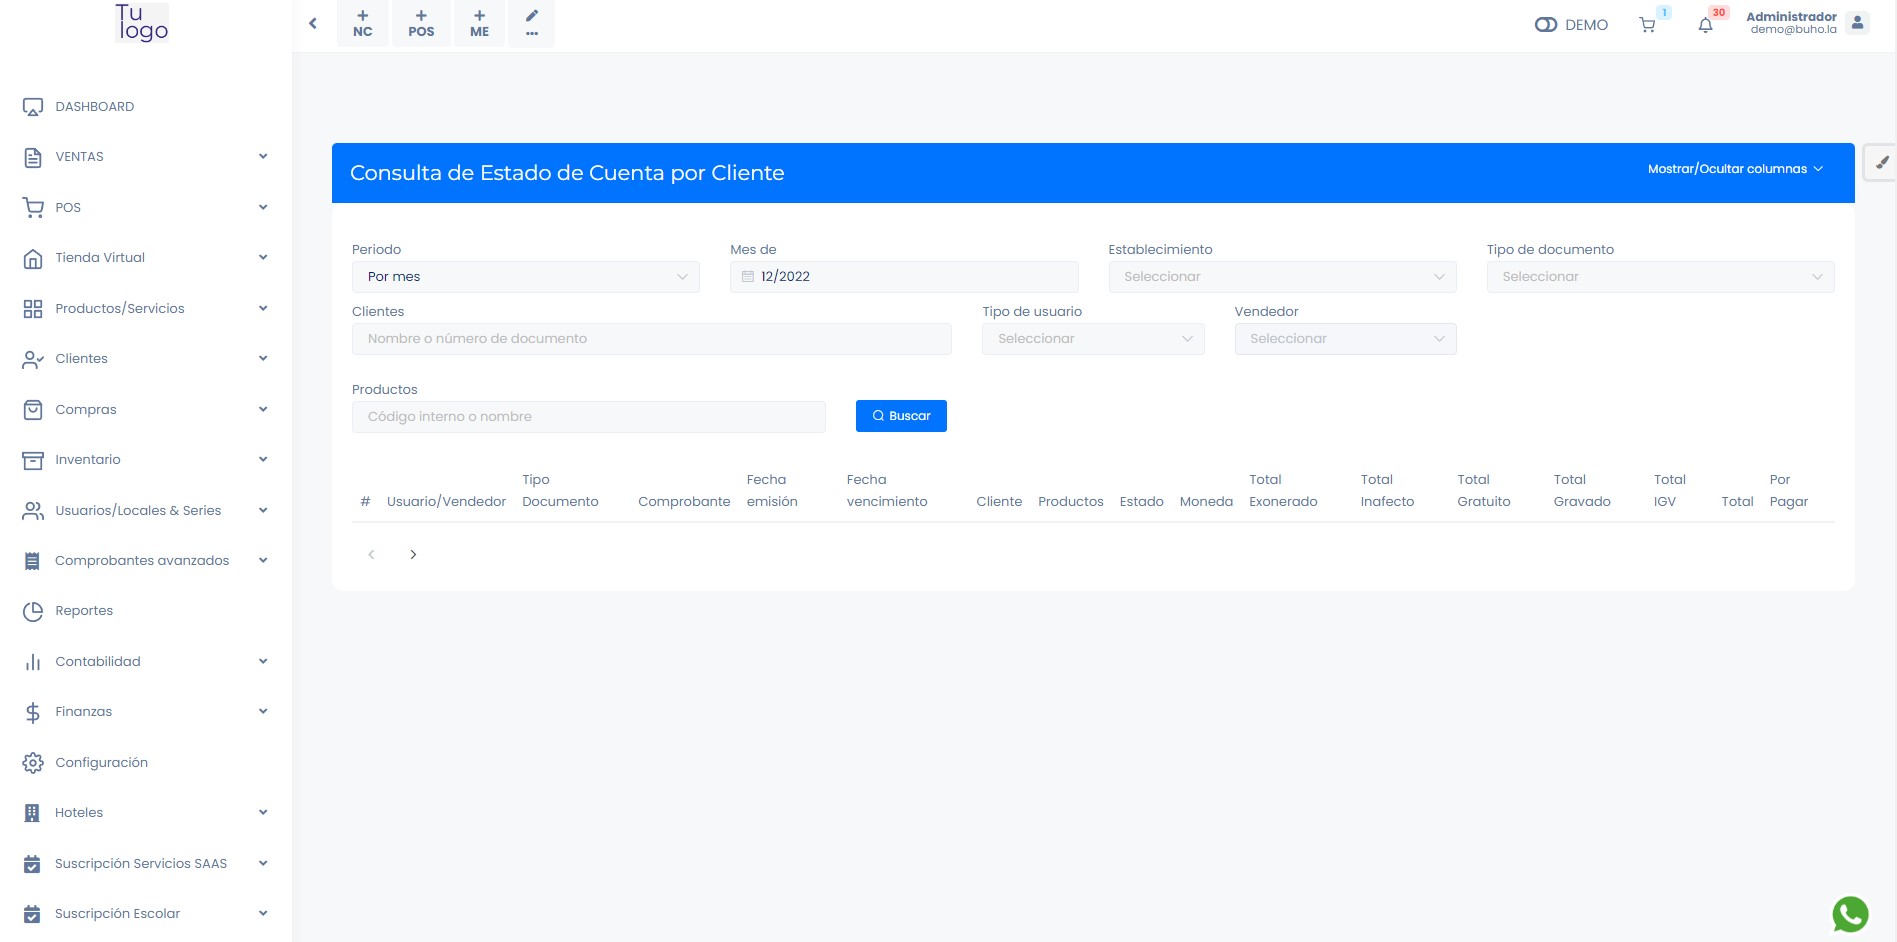 Tu
logo
NC
POS
ME
...
DEMO
1
30
Administrador
demo@buho.la
DASHBOARD
VENTAS
POS
Tienda Virtual
Productos/Servicios
Clientes
Compras
Inventario
Usuarios/Locales & Series
Comprobantes avanzados
Reportes
Contabilidad
Finanzas
Configuración
Hoteles
Suscripción Servicios SAAS
Suscripción Escolar
Consulta de Estado de Cuenta por Cliente
Mostrar/Ocultar columnas
Periodo
Mes de
Establecimiento
Tipo de documento
Por mes
12/2022
Seleccionar
Seleccionar
Clientes
Tipo de usuario
Vendedor
Nombre o número de documento
Seleccionar
Seleccionar
Productos
Código interno o nombre
Buscar
#
Usuario/Vendedor
Tipo
Documento
Comprobante
Fecha
emisión
Fecha
vencimiento
Cliente
Productos
Estado
Moneda
Total
Exonerado
Total
Inafecto
Total
Gratuito
Total
Gravado
Total
IGV
Total
Por
Pagar